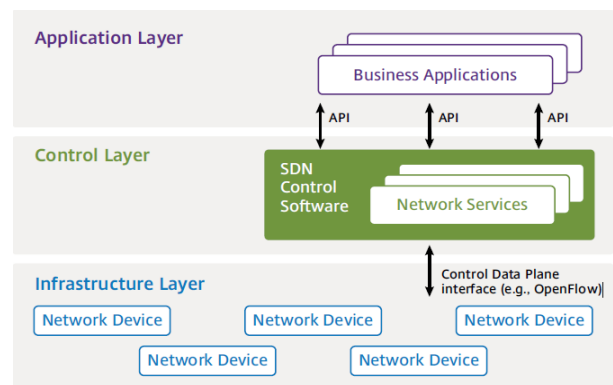 Application Layer
Business Applications
API
API
API
Control Layer
SDN
Control
Software
Network Services
Control Data Plane
interface (e.g., OpenFlow)
Infrastructure Layer
Network Device
Network Device
Network Device
Network Device
Network Device